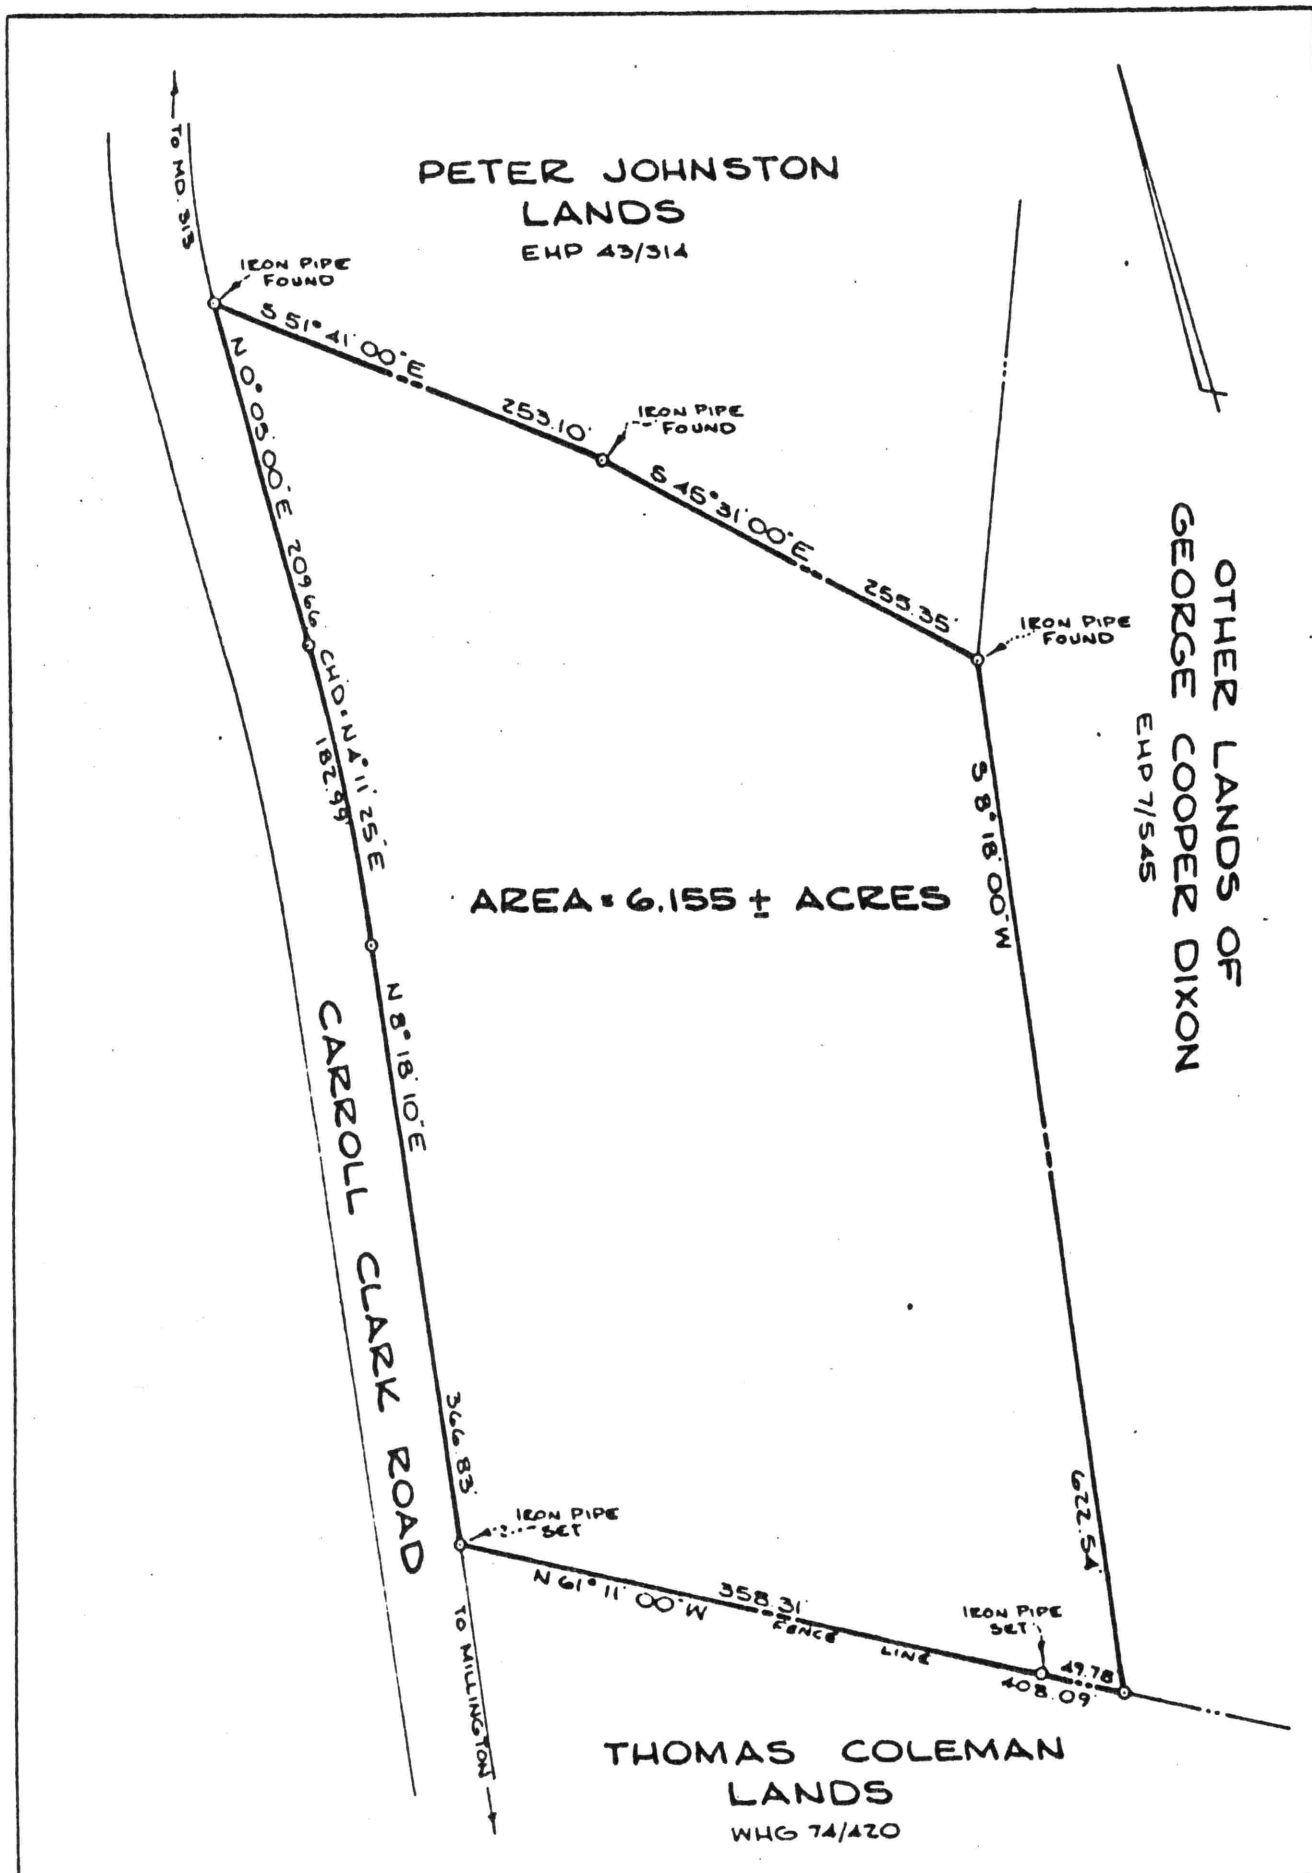 TO MD. 313
PETER JOHNSTON
LANDS
EHP 43/314
IRON PIPE
FOUND
S 51° 41' 00" E
253.10'
IRON PIPE
FOUND
S 45° 31' 00" E
255.35'
IRON PIPE
FOUND
N 0° 05' 00" E 209.66'
CHD = N 4° 11' 25" E
182.99'
OTHER LANDS OF
GEORGE COOPER DIXON
EHP 7/545
S 8° 18' 00" W
622.54'
AREA = 6.155 ± ACRES
N 8° 18' 10" E
366.83'
CARROLL CLARK ROAD
IRON PIPE
SET
N 61° 11' 00" W
358.31'
FENCE LINE
IRON PIPE
SET
49.78'
408.09'
TO MILLINGTON
THOMAS COLEMAN
LANDS
WHG 74/420